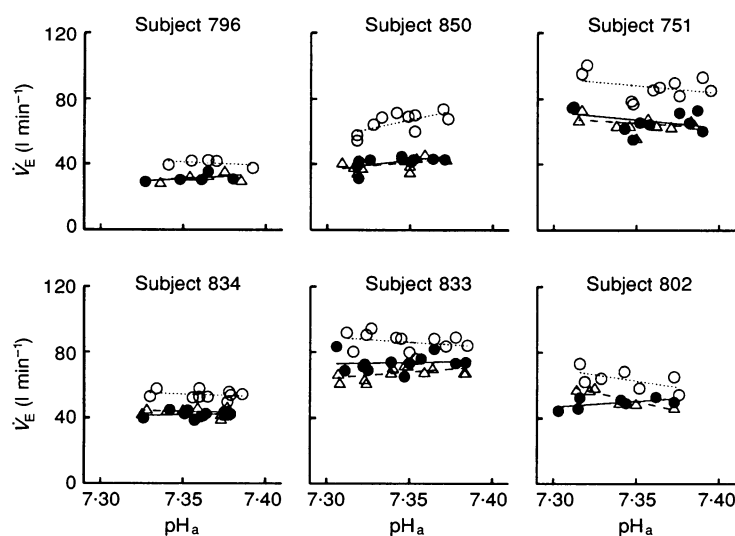 Subject 796
Subject 850
Subject 751
120
80
40
0
V̇E (l min⁻¹)
Subject 834
Subject 833
Subject 802
120
80
40
0
V̇E (l min⁻¹)
7·30 7·35 7·40
7·30 7·35 7·40
7·30 7·35 7·40
pHa
pHa
pHa